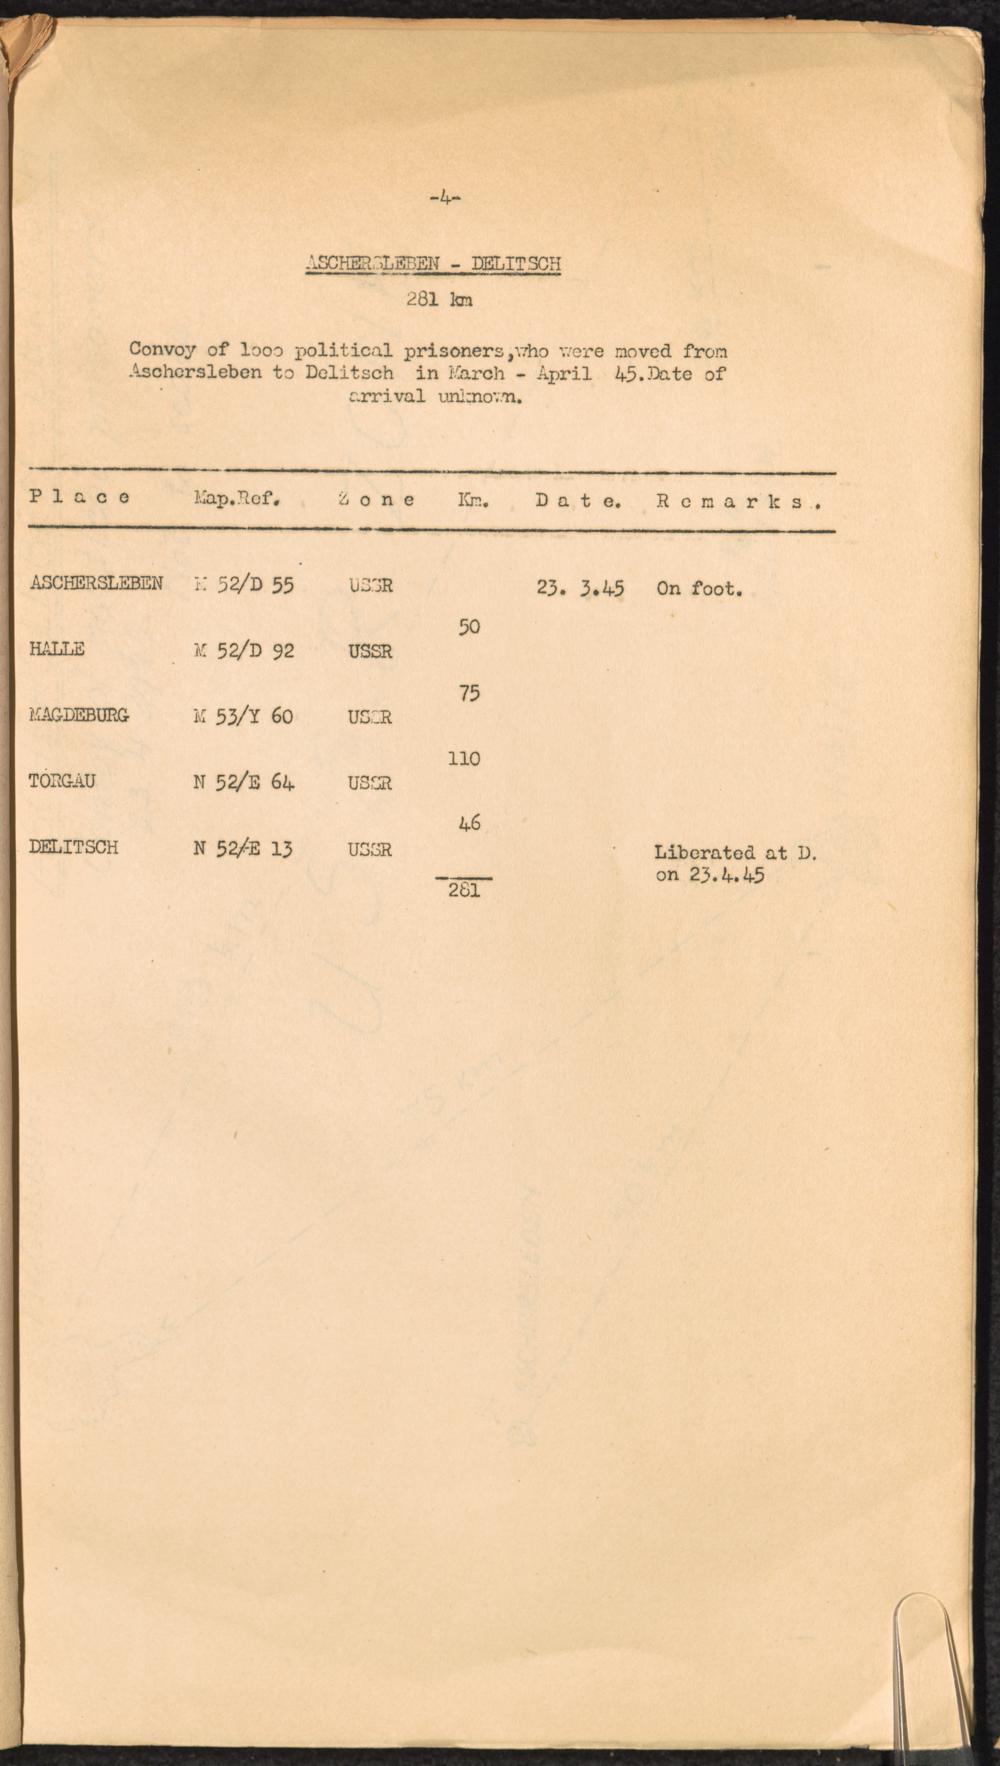 -4-
ASCHERSLEBEN - DELITSCH
281 km
Convoy of 1ooo political prisoners,who were moved from
Aschersleben to Delitsch in March - April 45.Date of
arrival unknown.
Place Map.Ref. Zone Km. Date. Remarks.
ASCHERSLEBEN M 52/D 55 USSR 23. 3.45 On foot.
50
HALLE M 52/D 92 USSR
75
MAGDEBURG M 53/Y 60 USSR
110
TORGAU N 52/E 64 USSR
46
DELITSCH N 52/E 13 USSR Liberated at D.
on 23.4.45
281